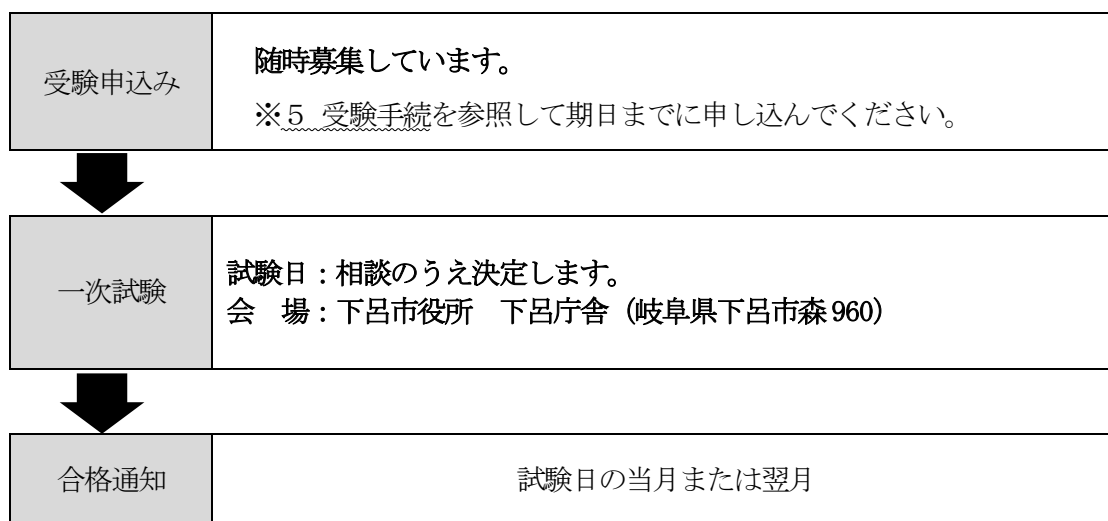 受験申込み
随時募集しています。
※５ 受験手続を参照して期日までに申し込んでください。
一次試験
試験日：相談のうえ決定します。
会　場：下呂市役所　下呂庁舎（岐阜県下呂市森960）
合格通知
試験日の当月または翌月